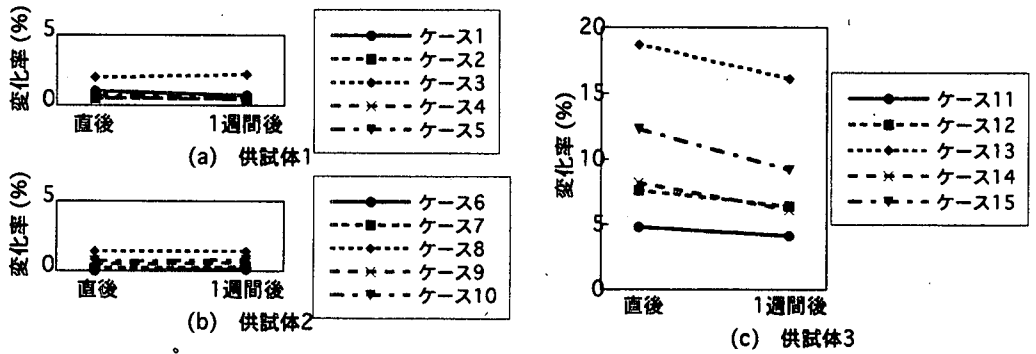 5
変化率 (%)
0
直後
1週間後
(a) 供試体1
ケース1
ケース2
ケース3
ケース4
ケース5
5
変化率 (%)
0
直後
1週間後
(b) 供試体2
ケース6
ケース7
ケース8
ケース9
ケース10
20
15
10
5
0
変化率 (%)
直後
1週間後
(c) 供試体3
ケース11
ケース12
ケース13
ケース14
ケース15
。